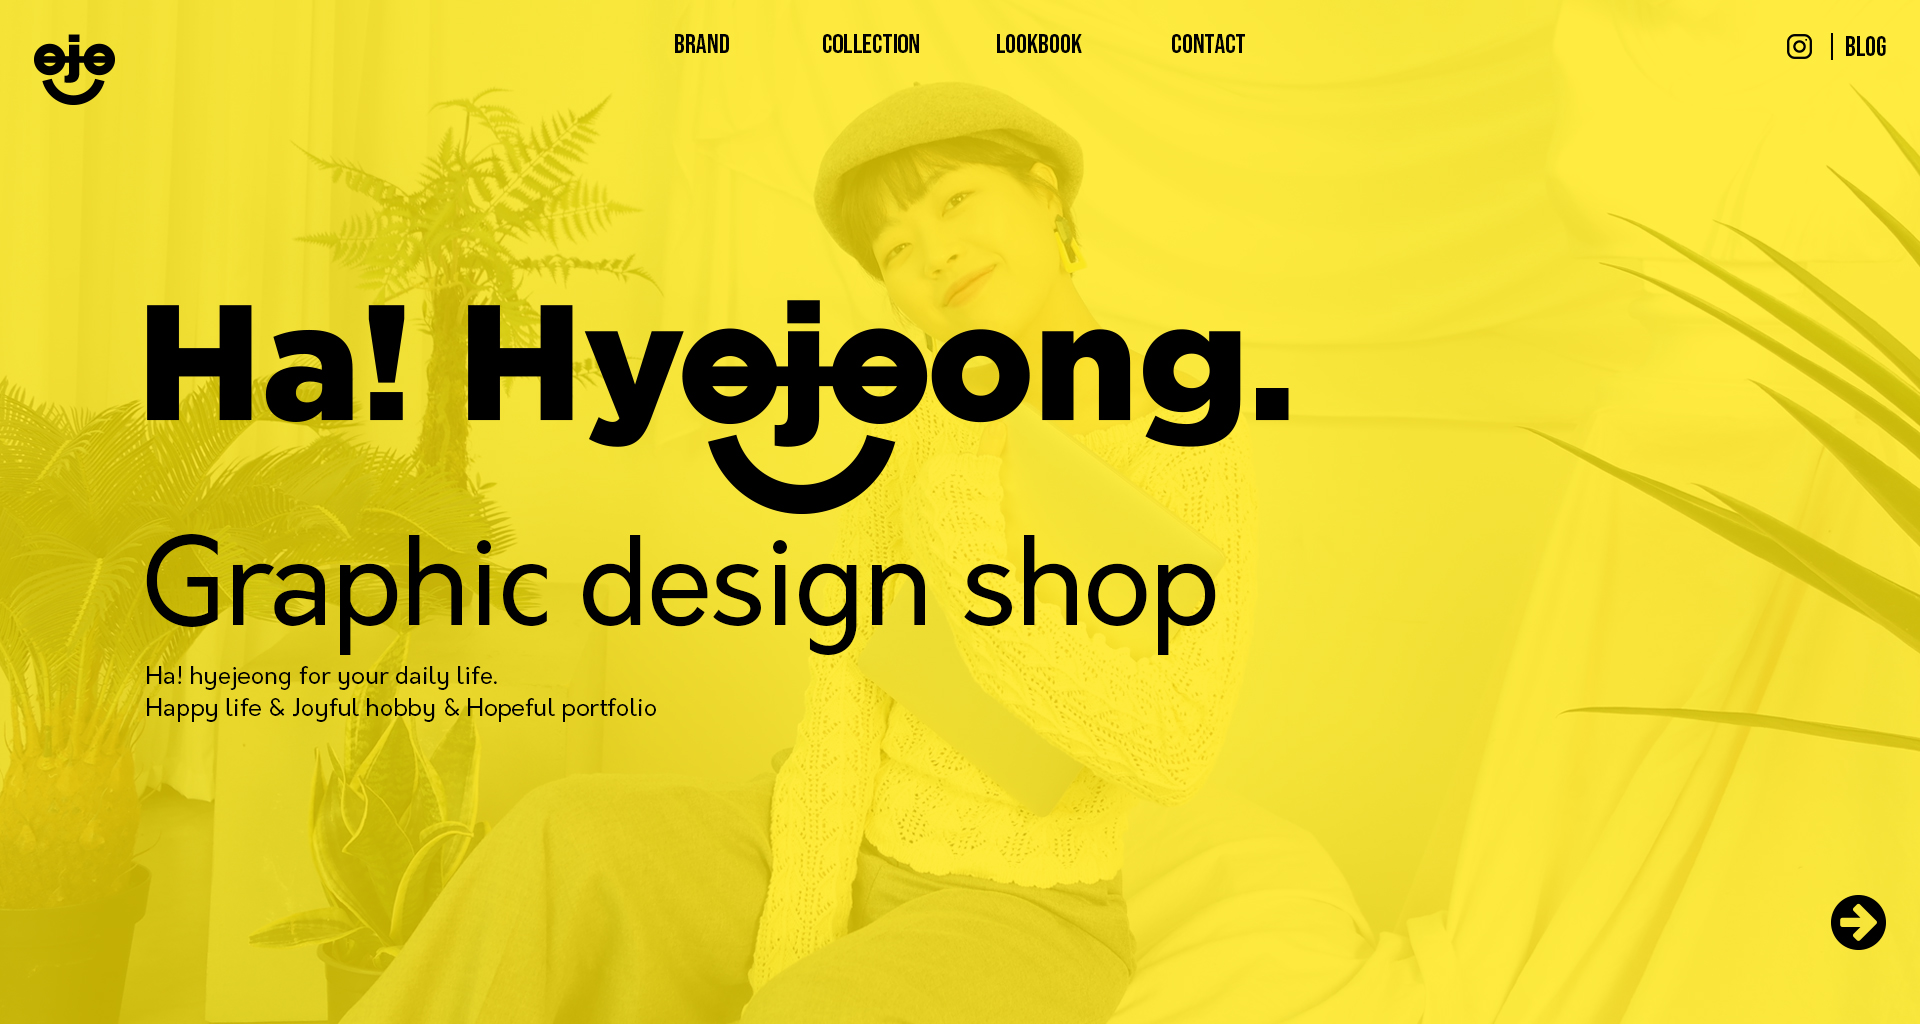 eje
BRAND COLLECTION LOOKBOOK CONTACT
BLOG
Ha! Hyejeong.
Graphic design shop
Ha! hyejeong for your daily life.
Happy life & Joyful hobby & Hopeful portfolio